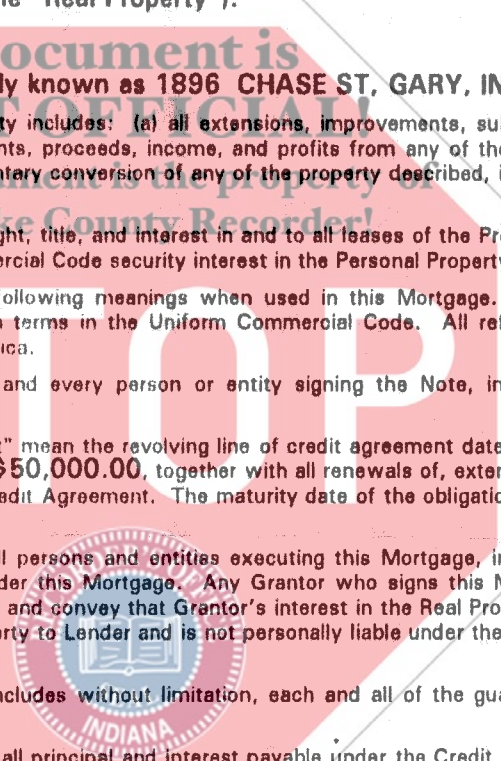 he "Real Property").
ocument is
ly known as 1896 CHASE ST, GARY, IN
OFFICIAL!
ty includes: (a) all extensions, improvements, su
nts, proceeds, income, and profits from any of the
ntary conversion of any of the property described, i
ument is the property of
ke County Recorder!
ght, title, and interest in and to all leases of the Pr
ercial Code security interest in the Personal Property
ollowing meanings when used in this Mortgage.
n terms in the Uniform Commercial Code. All ref
ica.
STOP
and every person or entity signing the Note, in
t" mean the revolving line of credit agreement date
$50,000.00, together with all renewals of, exten
edit Agreement. The maturity date of the obligatio
ll persons and entities executing this Mortgage, in
der this Mortgage. Any Grantor who signs this M
and convey that Grantor's interest in the Real Pro
erty to Lender and is not personally liable under the
ncludes without limitation, each and all of the gua
INDIANA
all principal and interest payable under the Credit